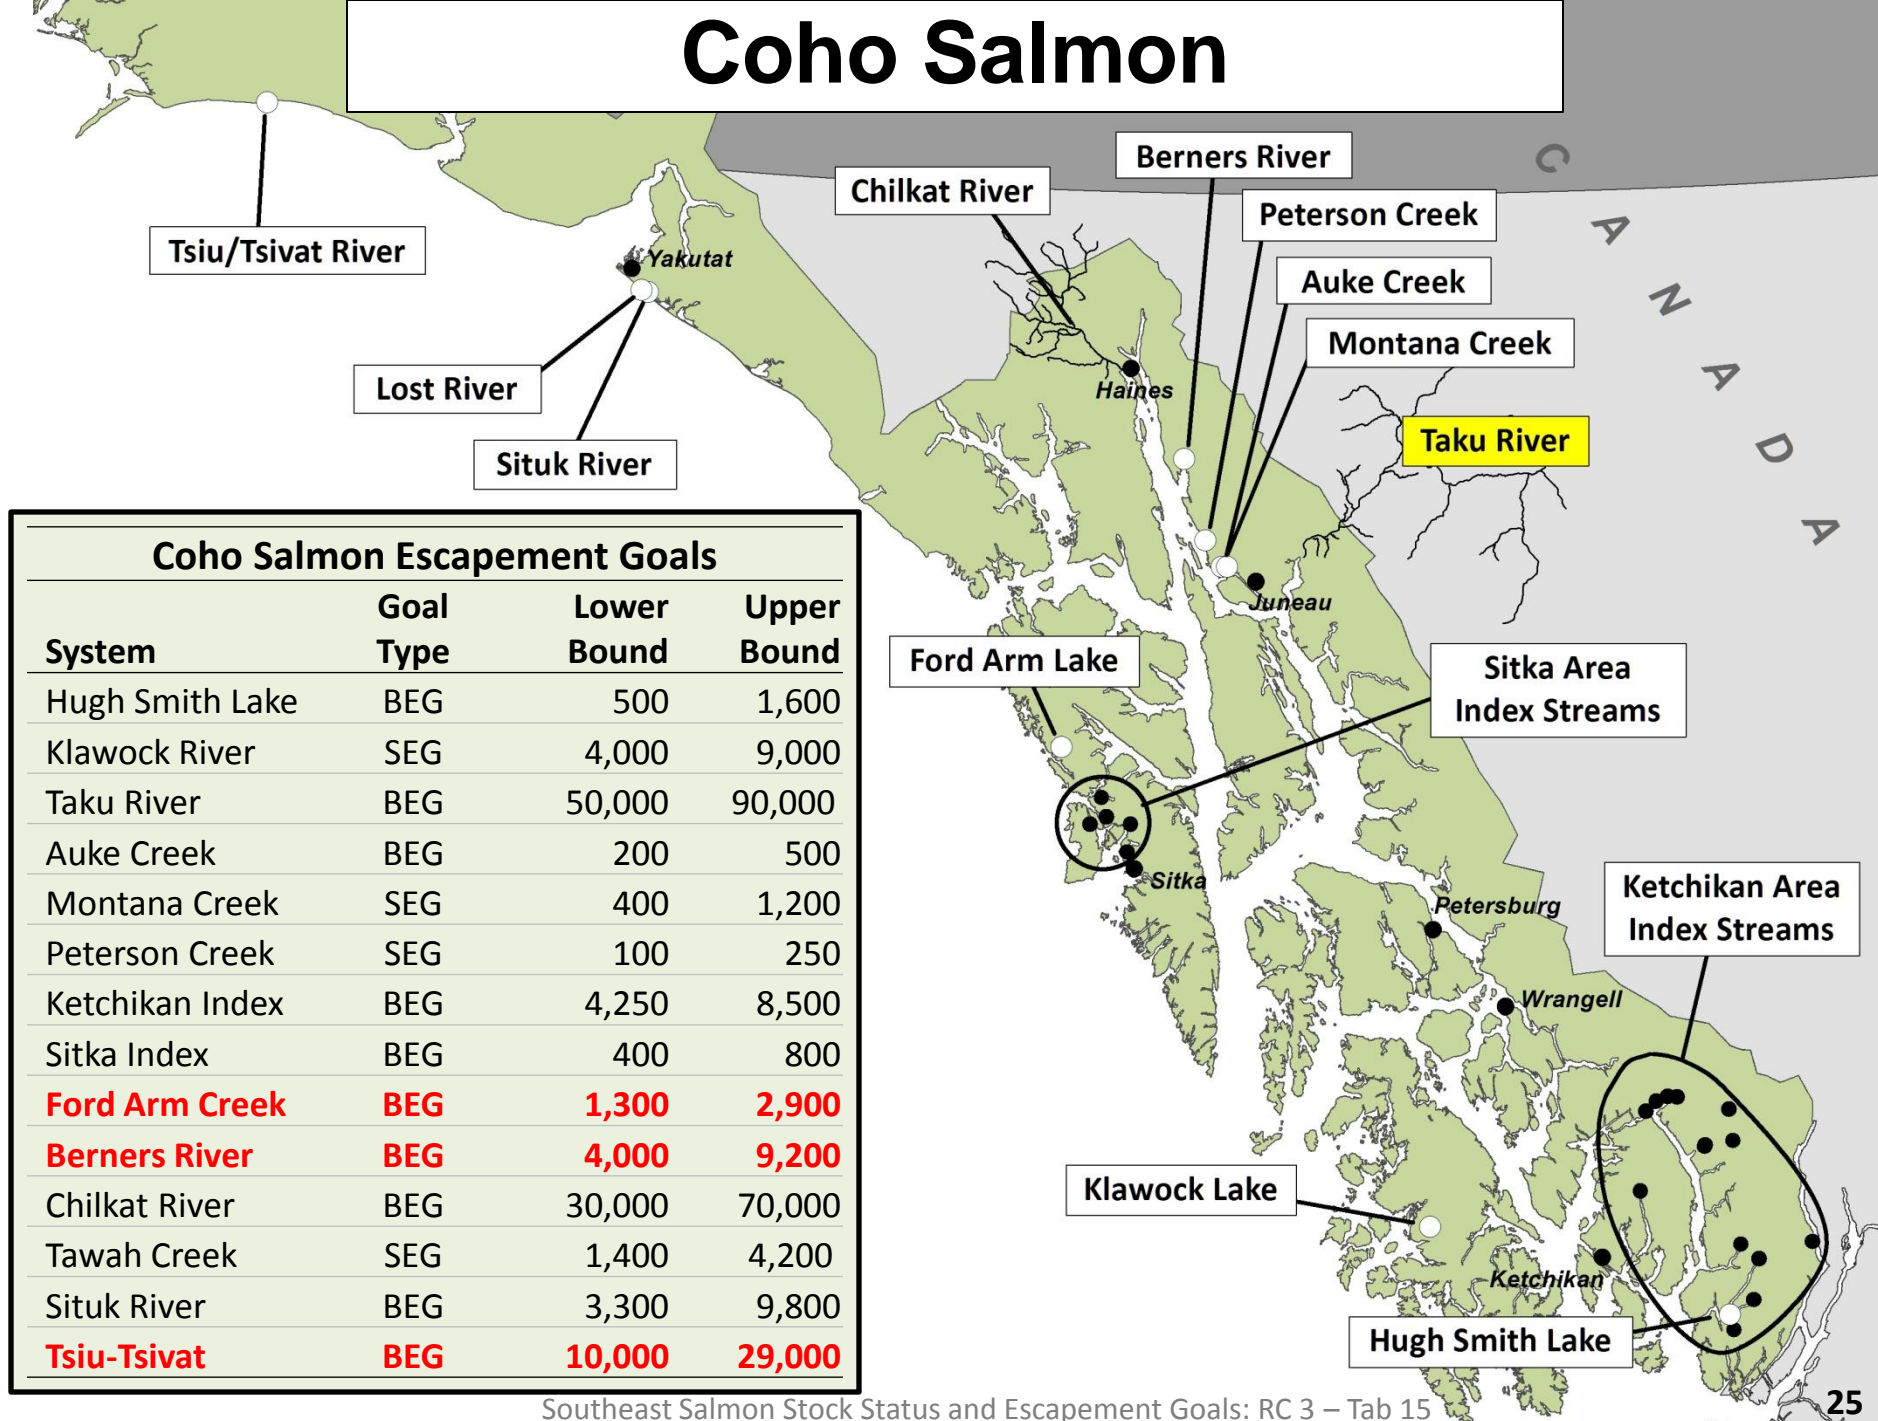 Coho Salmon
CANADA
Berners River
Chilkat River
Peterson Creek
Tsiu/Tsivat River
Yakutat
Auke Creek
Montana Creek
Lost River
Haines
Taku River
Situk River
Juneau
Ford Arm Lake
Sitka Area
Index Streams
Sitka
Petersburg
Ketchikan Area
Index Streams
Wrangell
Klawock Lake
Ketchikan
Hugh Smith Lake
Coho Salmon Escapement Goals
Goal Lower Upper
System Type Bound Bound
Hugh Smith Lake BEG 500 1,600
Klawock River SEG 4,000 9,000
Taku River BEG 50,000 90,000
Auke Creek BEG 200 500
Montana Creek SEG 400 1,200
Peterson Creek SEG 100 250
Ketchikan Index BEG 4,250 8,500
Sitka Index BEG 400 800
Ford Arm Creek BEG 1,300 2,900
Berners River BEG 4,000 9,200
Chilkat River BEG 30,000 70,000
Tawah Creek SEG 1,400 4,200
Situk River BEG 3,300 9,800
Tsiu-Tsivat BEG 10,000 29,000
Southeast Salmon Stock Status and Escapement Goals: RC 3 – Tab 15
25